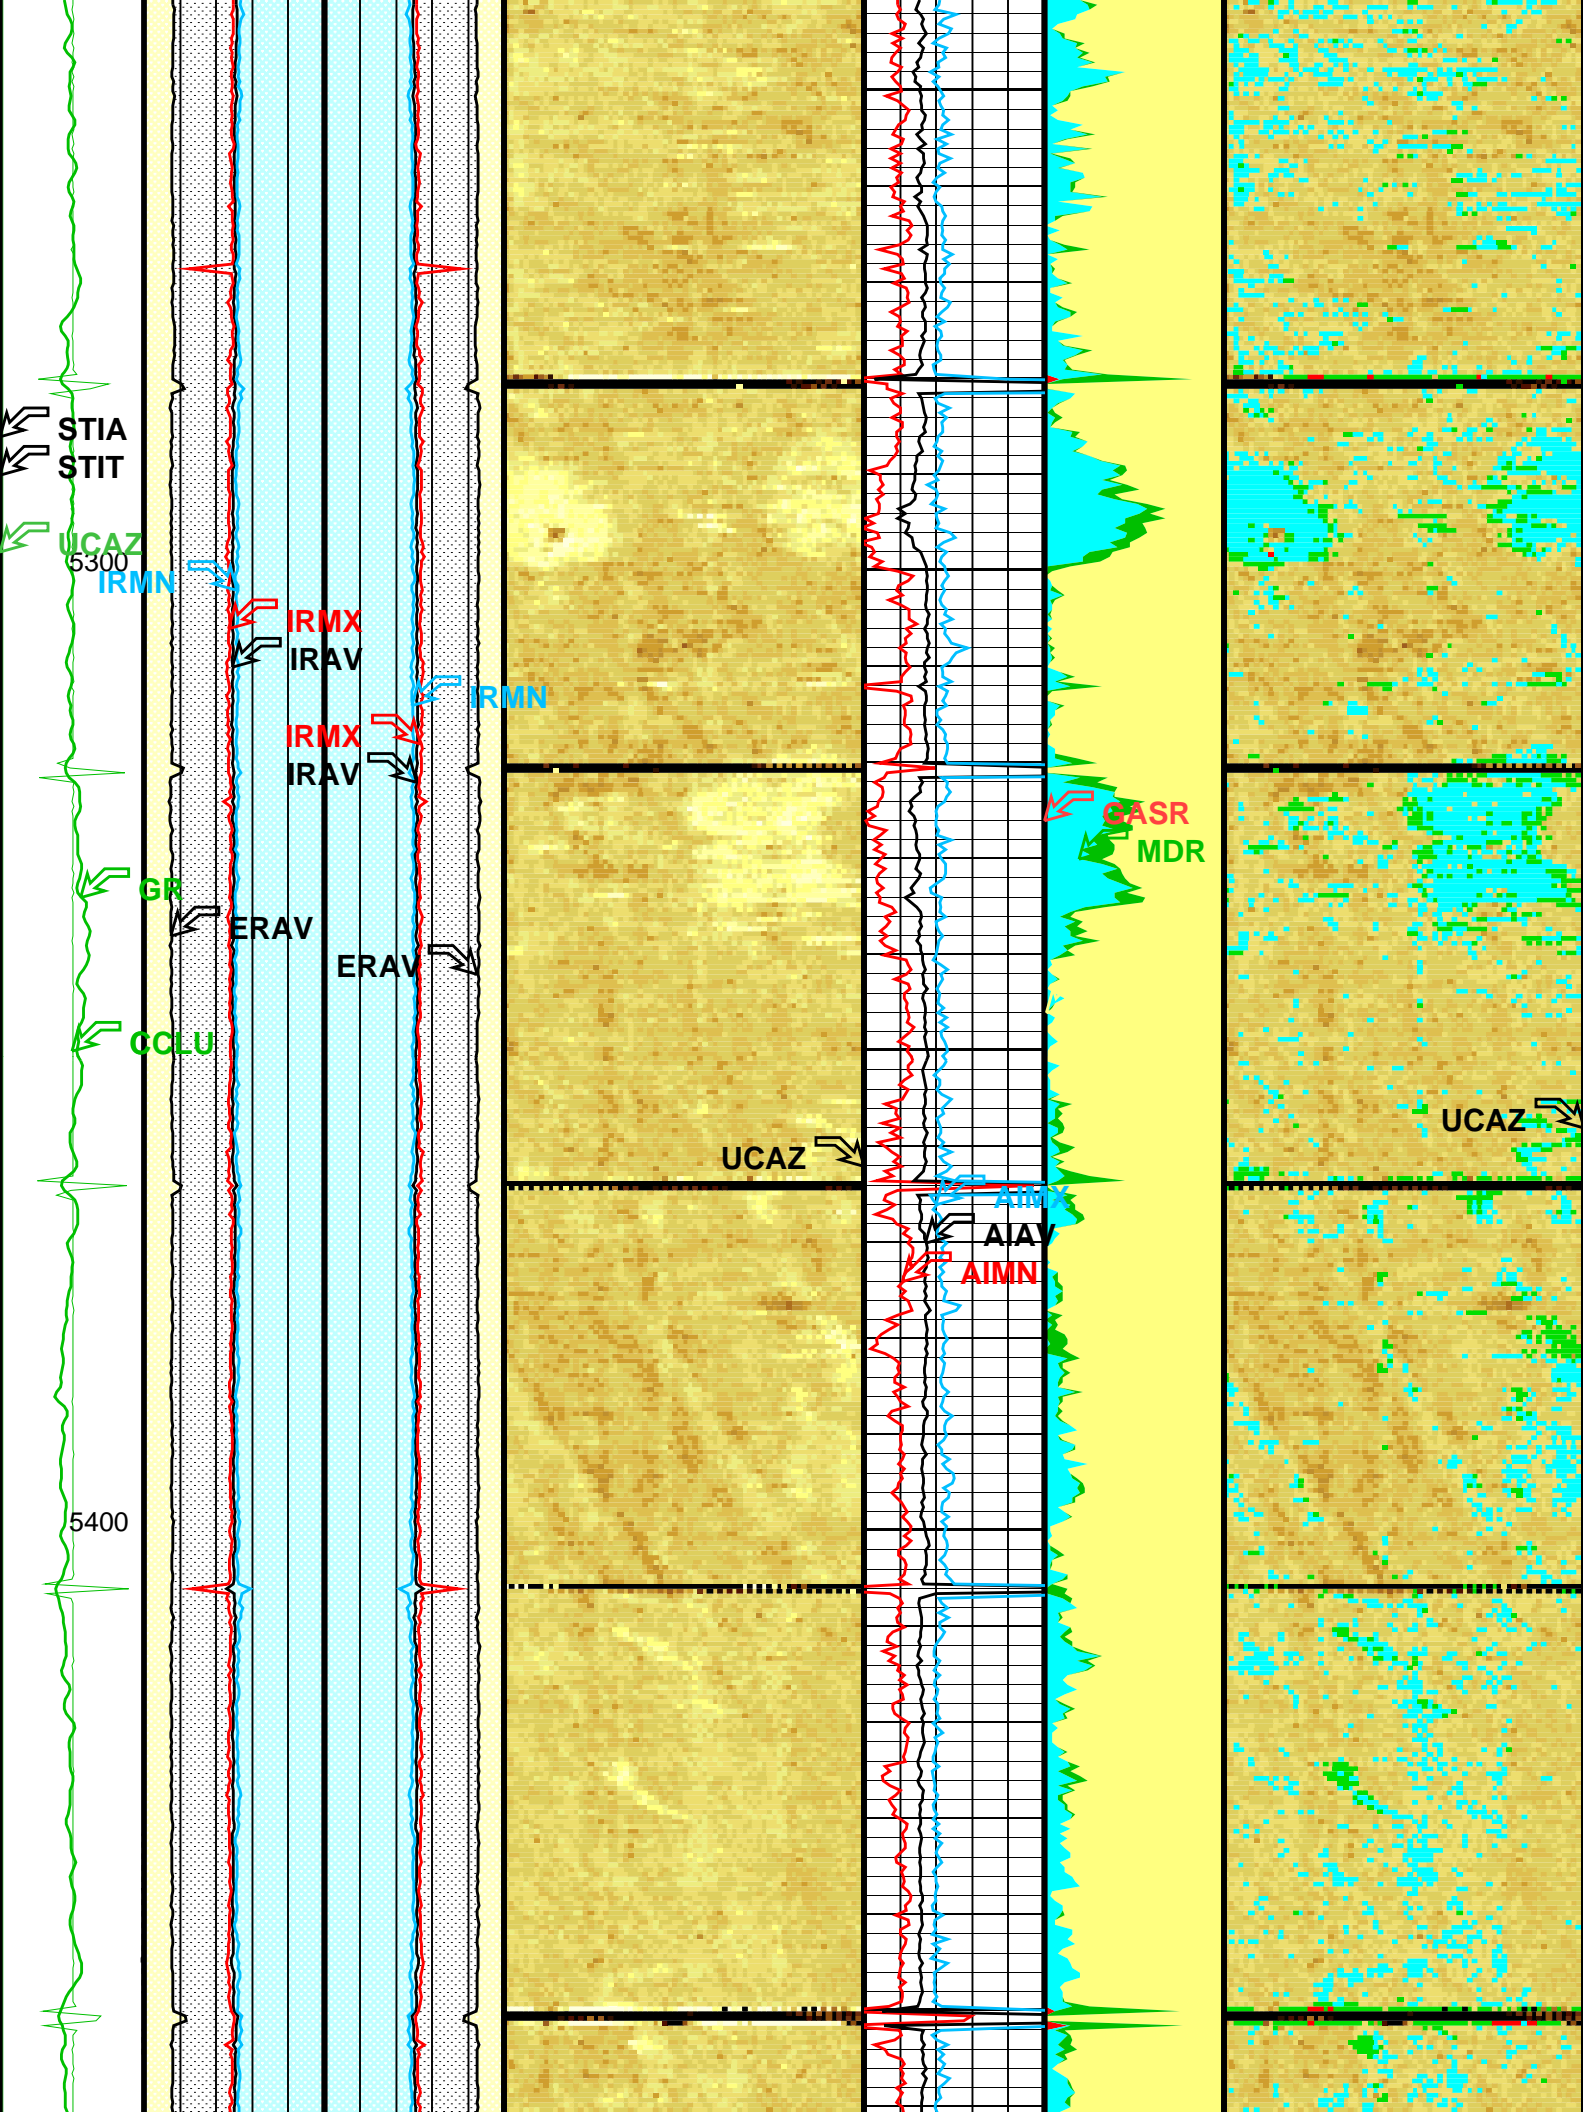 STIA
STIT
UCAZ
5300
IRMN
IRMX
IRAV
IRMN
IRMX
IRAV
GASR
MDR
GR
ERAV
ERAV
CCLU
UCAZ
UCAZ
AIMX
AIAV
AIMN
5400